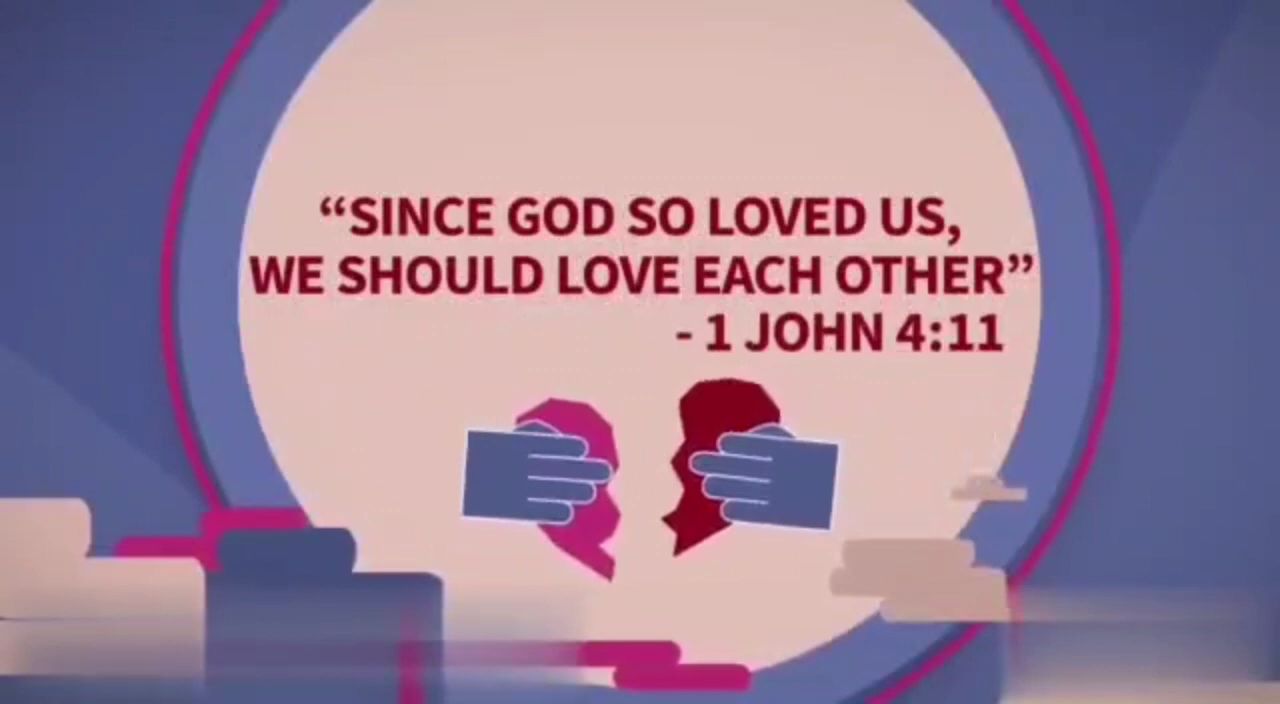 “SINCE GOD SO LOVED US,
WE SHOULD LOVE EACH OTHER”
- 1 JOHN 4:11